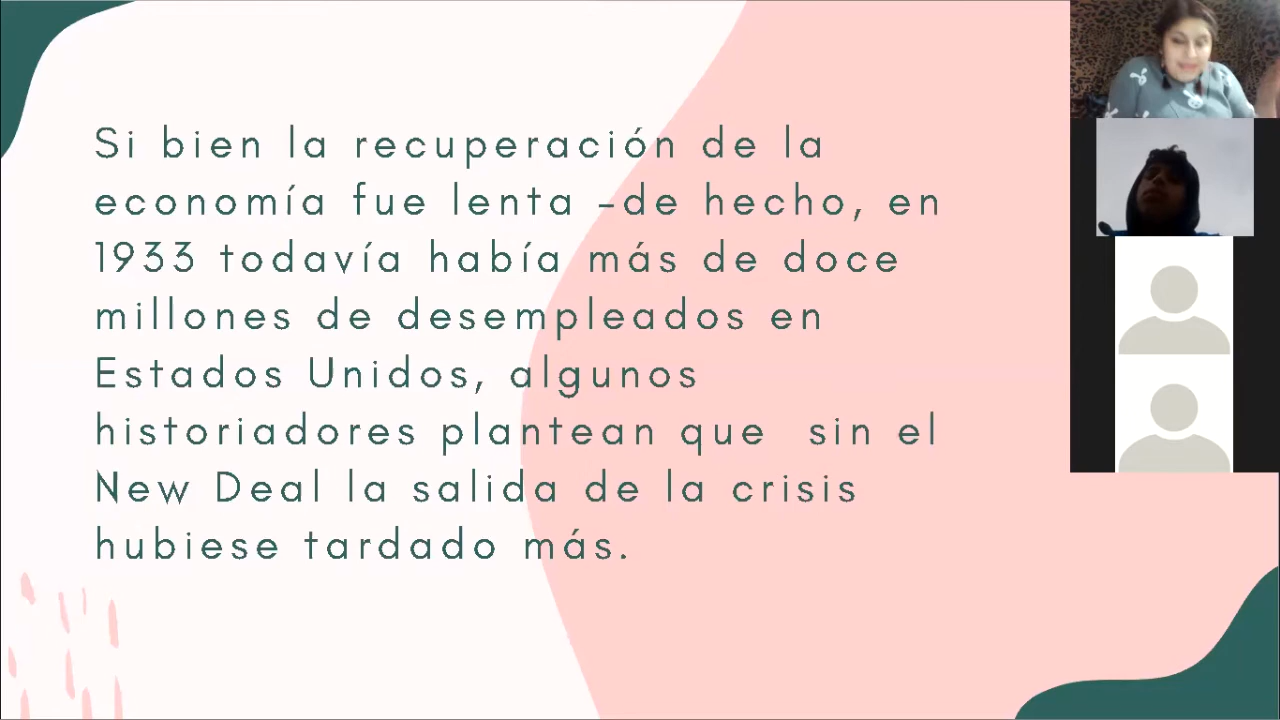 Si bien la recuperación de la
economía fue lenta -de hecho, en
1933 todavía había más de doce
millones de desempleados en
Estados Unidos, algunos
historiadores plantean que  sin el
New Deal la salida de la crisis
hubiese tardado más.